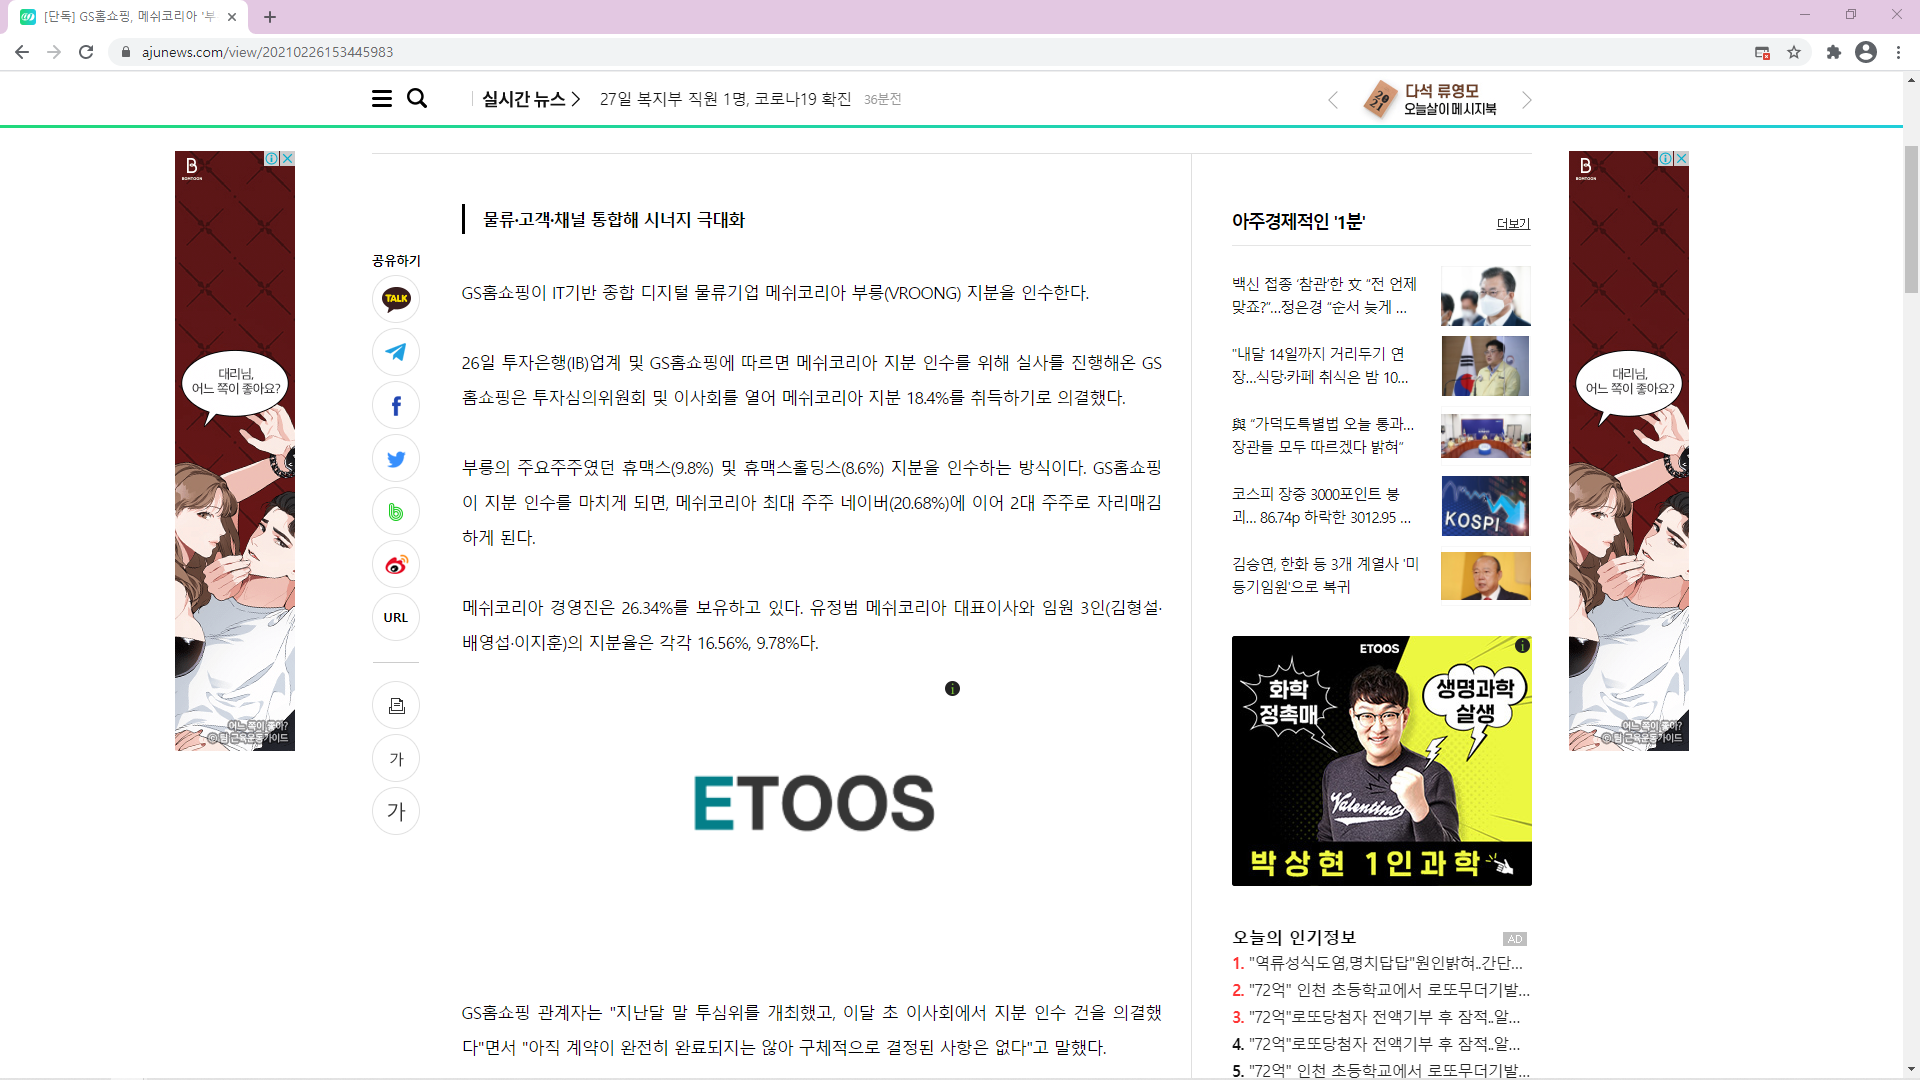 [단독] GS홈쇼핑, 메쉬코리아 '부
ajunews.com/view/20210226153445983
실시간 뉴스
27일 복지부 직원 1명, 코로나19 확진 36분전
2021
다석 류영모
오늘살이 메시지북
BOMTOON
대리님,
어느 쪽이 좋아요?
어느 쪽이 좋아?
ⓒ 림 근육운동가이드
물류·고객·채널 통합해 시너지 극대화
공유하기
TALK
URL
가
가
GS홈쇼핑이 IT기반 종합 디지털 물류기업 메쉬코리아 부릉(VROONG) 지분을 인수한다.
26일 투자은행(IB)업계 및 GS홈쇼핑에 따르면 메쉬코리아 지분 인수를 위해 실사를 진행해온 GS
홈쇼핑은 투자심의위원회 및 이사회를 열어 메쉬코리아 지분 18.4%를 취득하기로 의결했다.
부릉의 주요주주였던 휴맥스(9.8%) 및 휴맥스홀딩스(8.6%) 지분을 인수하는 방식이다. GS홈쇼핑
이 지분 인수를 마치게 되면, 메쉬코리아 최대 주주 네이버(20.68%)에 이어 2대 주주로 자리매김
하게 된다.
메쉬코리아 경영진은 26.34%를 보유하고 있다. 유정범 메쉬코리아 대표이사와 임원 3인(김형설·
배영섭·이지훈)의 지분율은 각각 16.56%, 9.78%다.
ETOOS
GS홈쇼핑 관계자는 "지난달 말 투심위를 개최했고, 이달 초 이사회에서 지분 인수 건을 의결했
다"면서 "아직 계약이 완전히 완료되지는 않아 구체적으로 결정된 사항은 없다"고 말했다.
아주경제적인 '1분'
더보기
백신 접종 ‘참관’한 文 “전 언제
맞죠?”…정은경 “순서 늦게 ...
"내달 14일까지 거리두기 연
장…식당·카페 취식은 밤 10...
與 “가덕도특별법 오늘 통과…
장관들 모두 따르겠다 밝혀”
코스피 장중 3000포인트 붕
괴… 86.74p 하락한 3012.95 ...
KOSPI
김승연, 한화 등 3개 계열사 '미
등기임원'으로 복귀
ETOOS
화학
정촉매
생명과학
살생
Valentino
박상현 1인과학
오늘의 인기정보
AD
1. "역류성식도염,명치답답"원인밝혀..간단...
2. "72억" 인천 초등학교에서 로또무더기발...
3. "72억"로또당첨자 전액기부 후 잠적..알...
4. "72억"로또당첨자 전액기부 후 잠적..알...
5. "72억" 인천 초등학교에서 로또무더기발...
BOMTOON
대리님,
어느 쪽이 좋아요?
어느 쪽이 좋아?
ⓒ 림 근육운동가이드